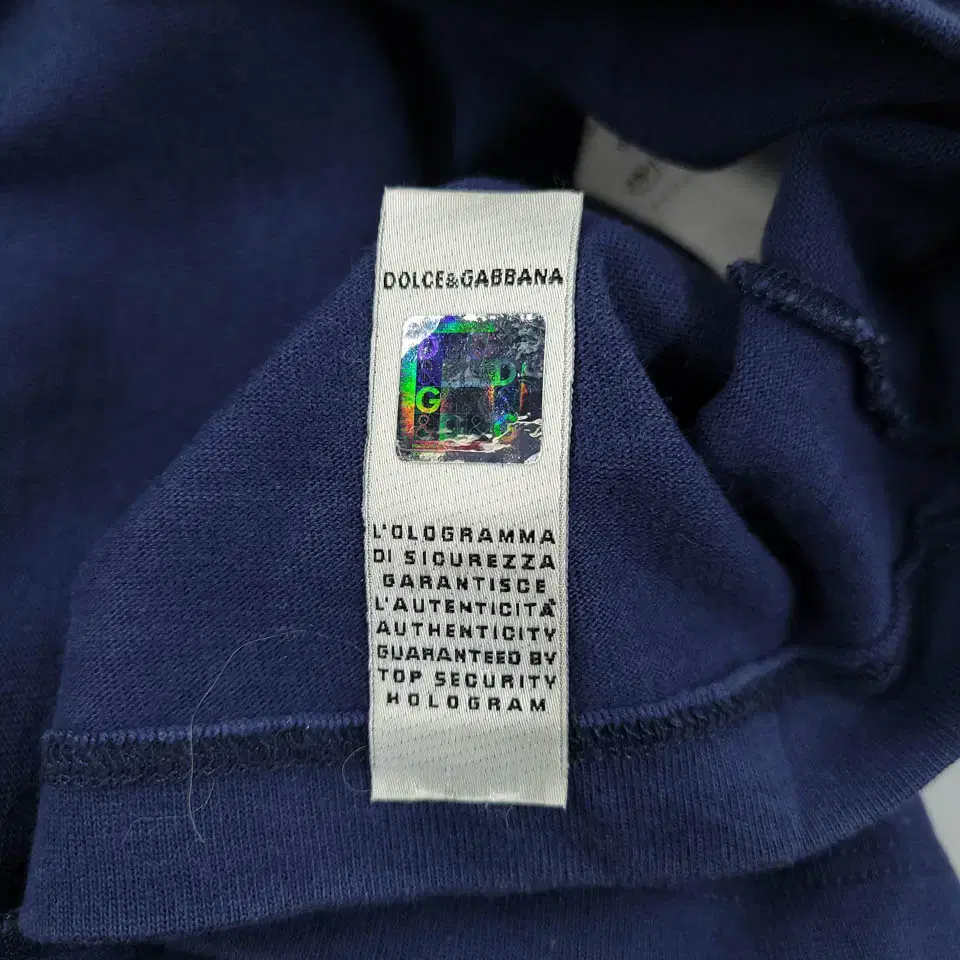 DOLCE&GABBANA
L'OLOGRAMMA
DI SICUREZZA
GARANTISCE
L'AUTENTICITÀ
AUTHENTICITY
GUARANTEED BY
TOP SECURITY
HOLOGRAM